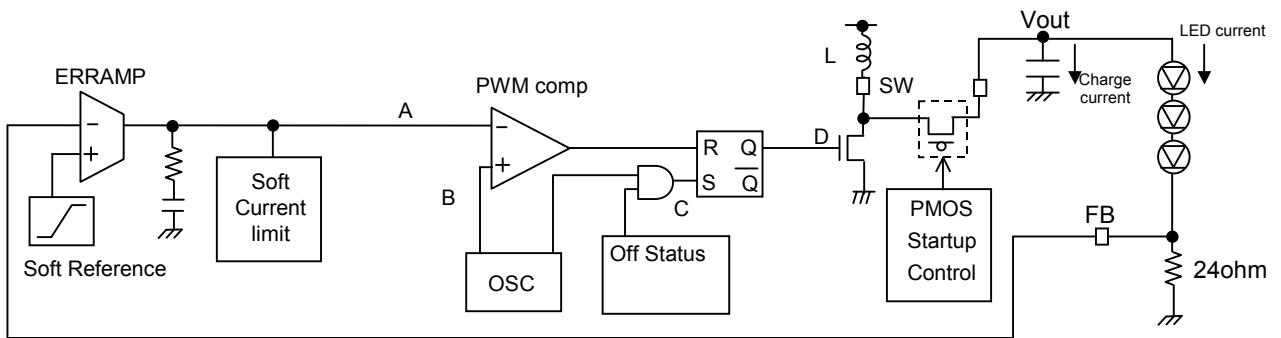 Vout
LED current
L
SW
Charge
current
ERRAMP
PWM comp
A
-
+
-
+
D
R Q
S Q
B
C
Soft
Current
limit
Soft Reference
OSC
Off Status
PMOS
Startup
Control
FB
24ohm